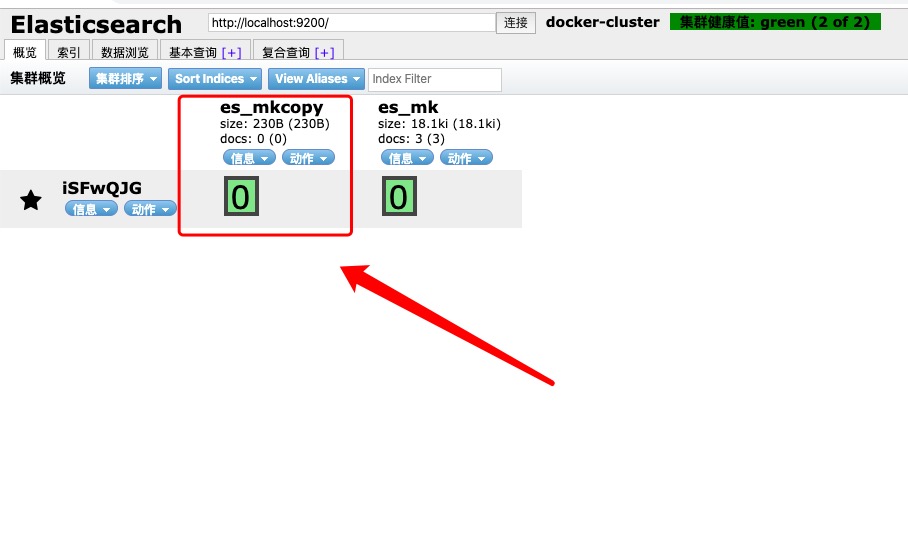 Elasticsearch http://localhost:9200/ 连接 docker-cluster 集群健康值: green (2 of 2)
概览 索引 数据浏览 基本查询 [+] 复合查询 [+]
集群概览 集群排序 Sort Indices View Aliases Index Filter
es_mkcopy es_mk
size: 230B (230B) size: 18.1ki (18.1ki)
docs: 0 (0) docs: 3 (3)
信息 动作 信息 动作
iSFwQJG 0 0
信息 动作